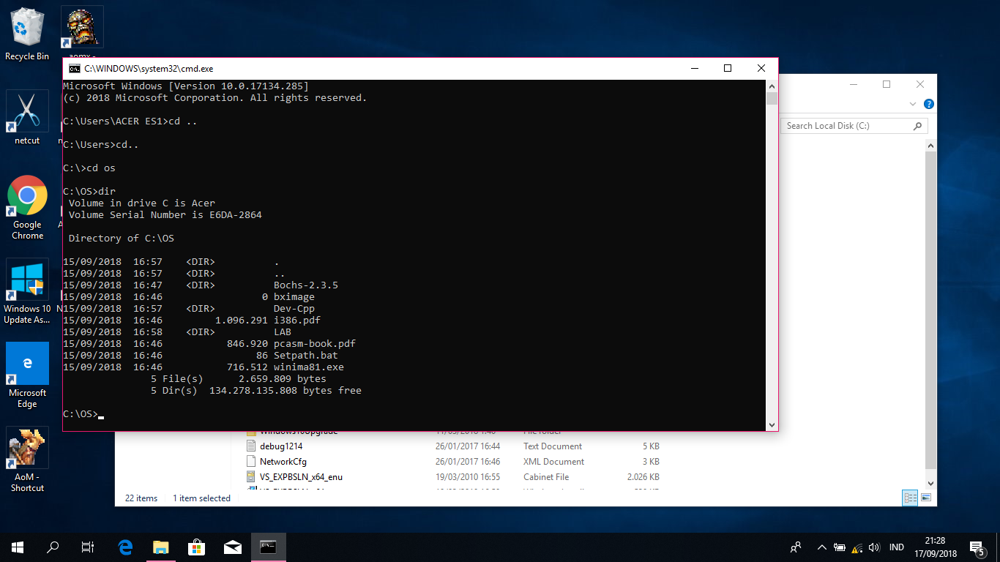 Recycle Bin
C:\WINDOWS\system32\cmd.exe
Microsoft Windows [Version 10.0.17134.285]
(c) 2018 Microsoft Corporation. All rights reserved.
C:\Users\ACER ES1>cd ..
C:\Users>cd..
C:\>cd os
C:\OS>dir
 Volume in drive C is Acer
 Volume Serial Number is E6DA-2864
 Directory of C:\OS
15/09/2018  16:57    <DIR>          .
15/09/2018  16:57    <DIR>          ..
15/09/2018  16:47    <DIR>          Bochs-2.3.5
15/09/2018  16:46                 0 bximage
15/09/2018  16:57    <DIR>          Dev-Cpp
15/09/2018  16:46         1.096.291 i386.pdf
15/09/2018  16:58    <DIR>          LAB
15/09/2018  16:46           846.920 pcasm-book.pdf
15/09/2018  16:46                86 Setpath.bat
15/09/2018  16:46           716.512 winima81.exe
               5 File(s)      2.659.809 bytes
               5 Dir(s)  134.278.135.808 bytes free
C:\OS>
Search Local Disk (C:)
debug1214 26/01/2017 16:44 Text Document 5 KB
NetworkCfg 26/01/2017 16:46 XML Document 3 KB
VS_EXPBSLN_x64_enu 19/03/2010 16:55 Cabinet File 2.026 KB
22 items 1 item selected
netcut
Google
Chrome
Windows 10
Update As...
Microsoft
Edge
AoM -
Shortcut
IND
21:28
17/09/2018
5